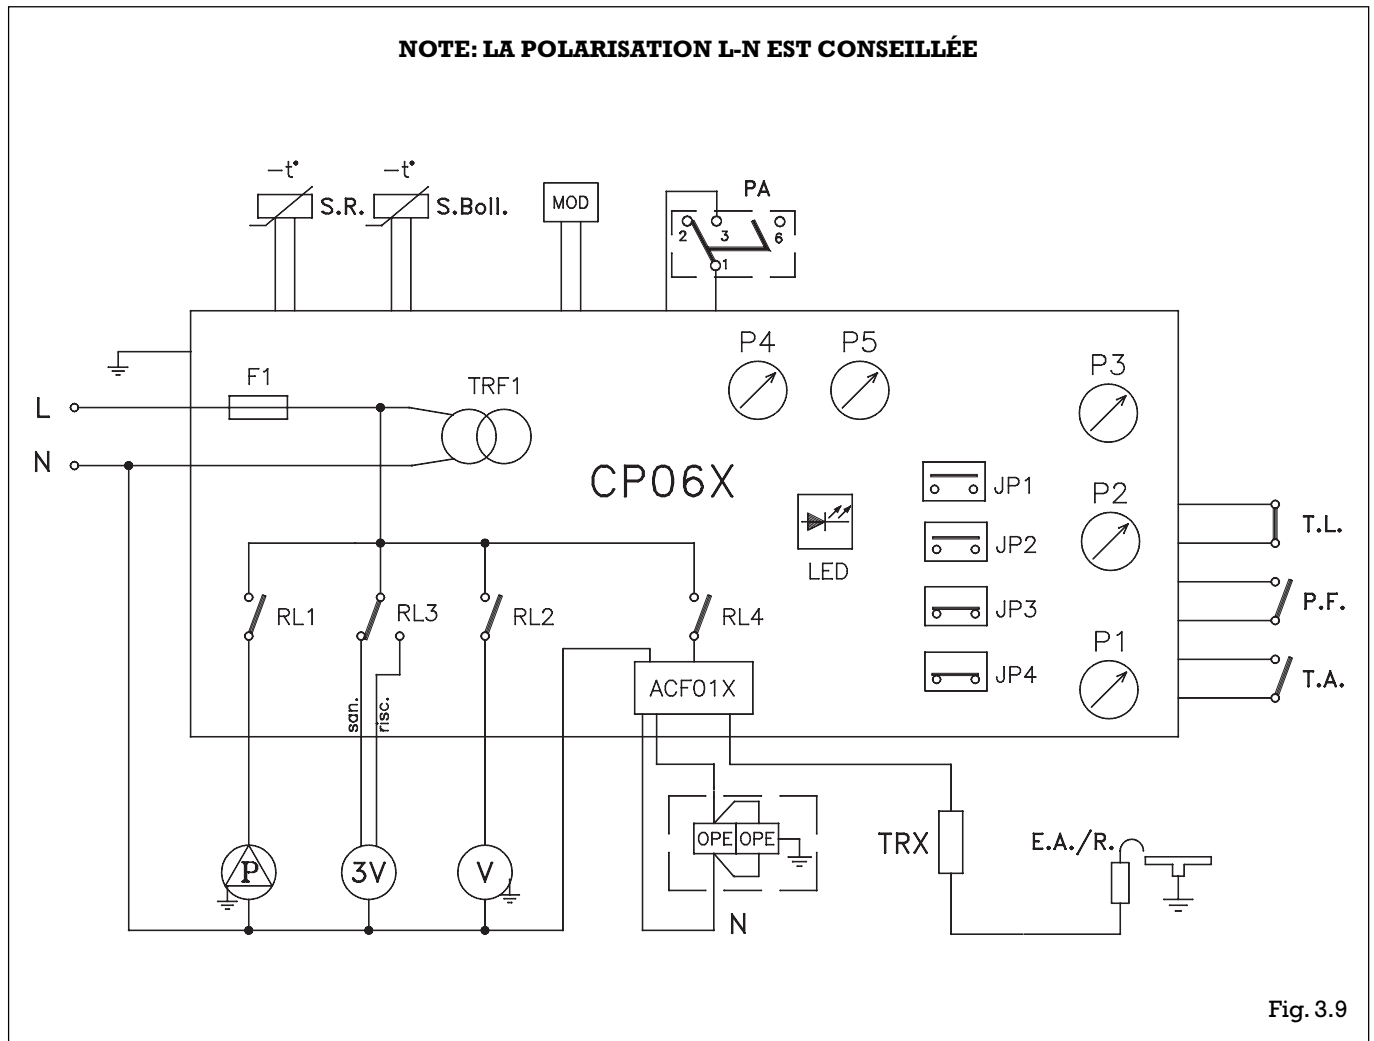 NOTE: LA POLARISATION L-N EST CONSEILLÉE
-t°
S.R.
-t°
S.Boll.
MOD
PA
2
3
6
1
P4
P5
P3
F1
TRF1
L
N
CP06X
JP1
P2
LED
JP2
T.L.
RL1
RL3
RL2
RL4
JP3
P.F.
P1
ACF01X
JP4
T.A.
san.
risc.
P
3V
V
OPE
OPE
TRX
E.A./R.
N
Fig. 3.9